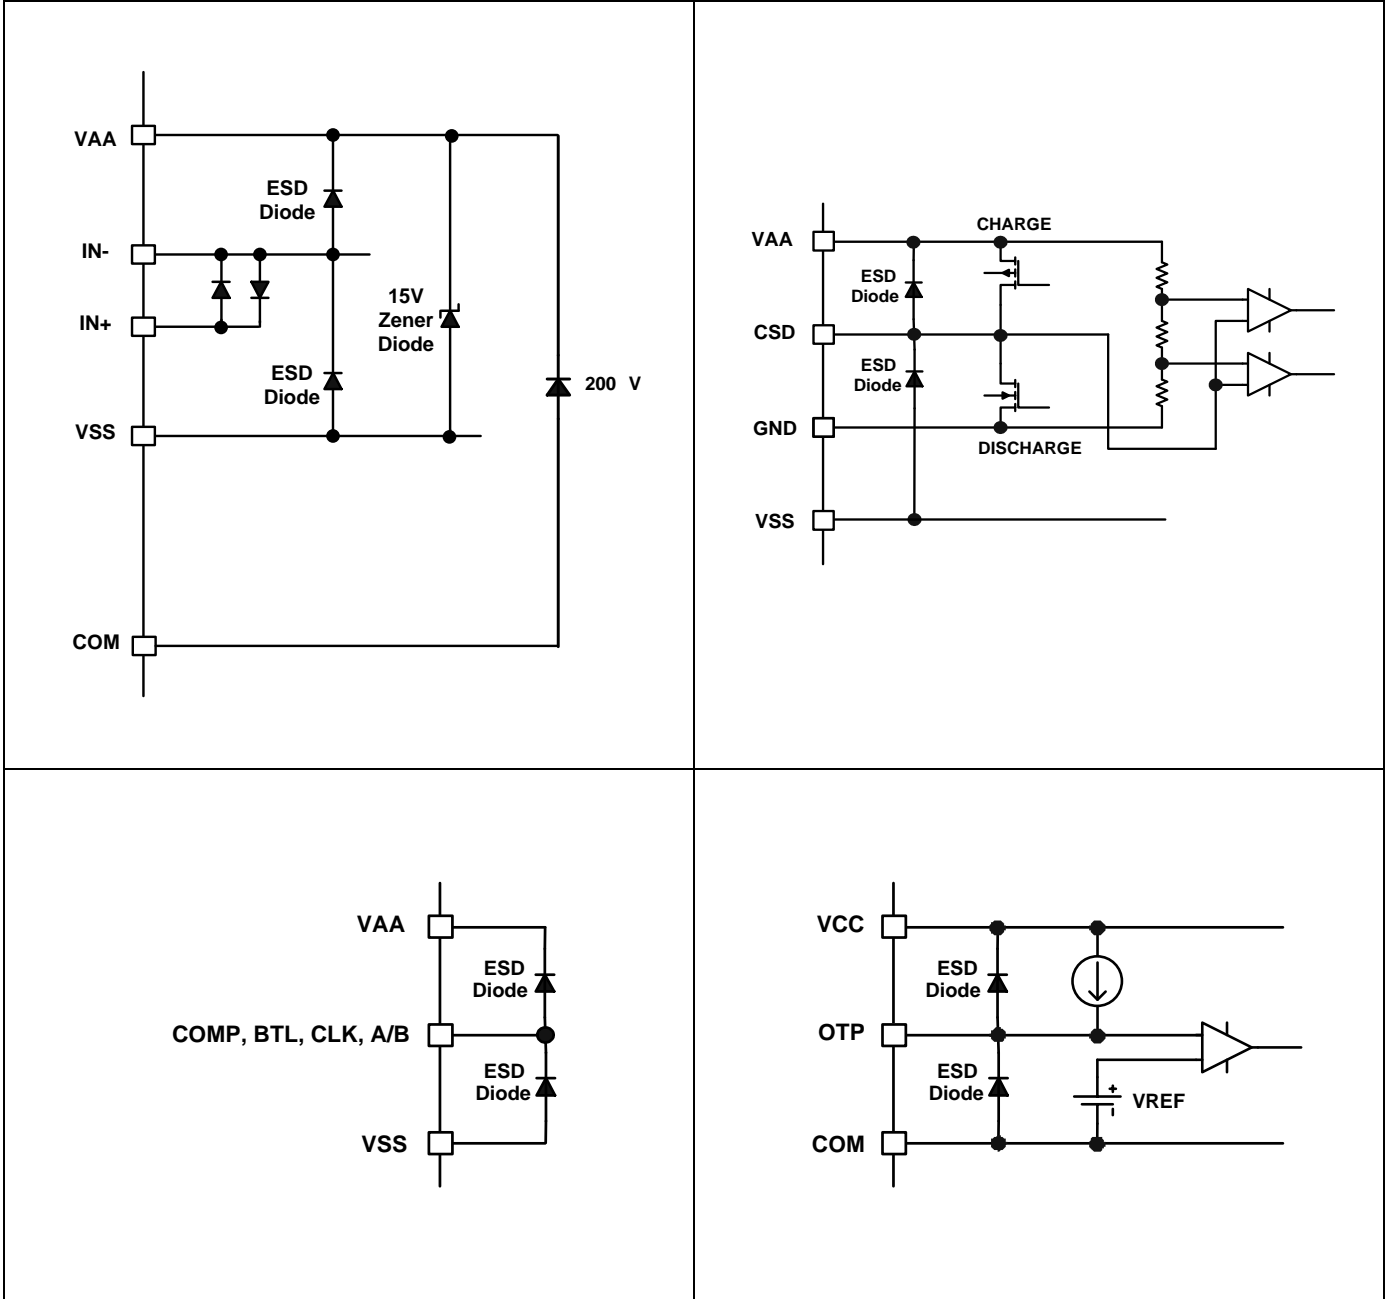 VAA
ESD
Diode
IN-
IN+
15V
Zener
Diode
ESD
Diode
200 V
VSS
COM
CHARGE
VAA
ESD
Diode
CSD
ESD
Diode
GND
DISCHARGE
VSS
VAA
ESD
Diode
COMP, BTL, CLK, A/B
ESD
Diode
VSS
VCC
ESD
Diode
OTP
ESD
Diode
+
-
VREF
COM